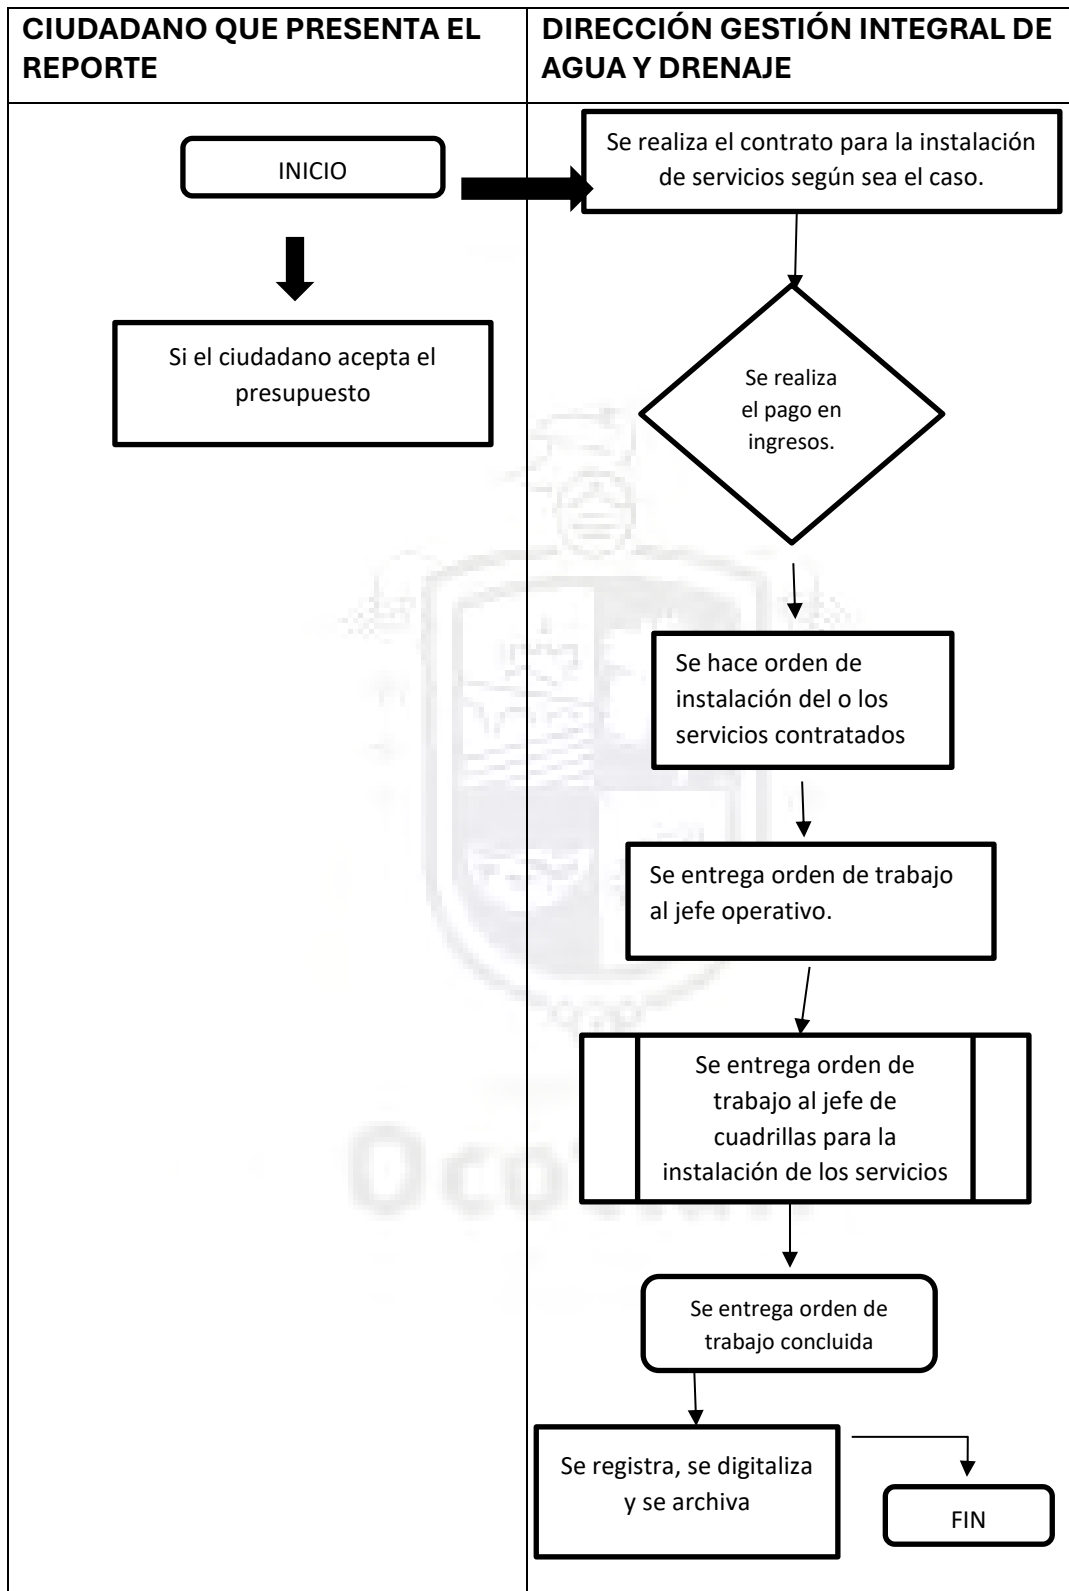 CIUDADANO QUE PRESENTA EL
REPORTE
DIRECCIÓN GESTIÓN INTEGRAL DE
AGUA Y DRENAJE
INICIO
Si el ciudadano acepta el
presupuesto
Se realiza el contrato para la instalación
de servicios según sea el caso.
Se realiza
el pago en
ingresos.
Se hace orden de
instalación del o los
servicios contratados
Se entrega orden de trabajo
al jefe operativo.
Se entrega orden de
trabajo al jefe de
cuadrillas para la
instalación de los servicios
Se entrega orden de
trabajo concluida
Se registra, se digitaliza
y se archiva
FIN